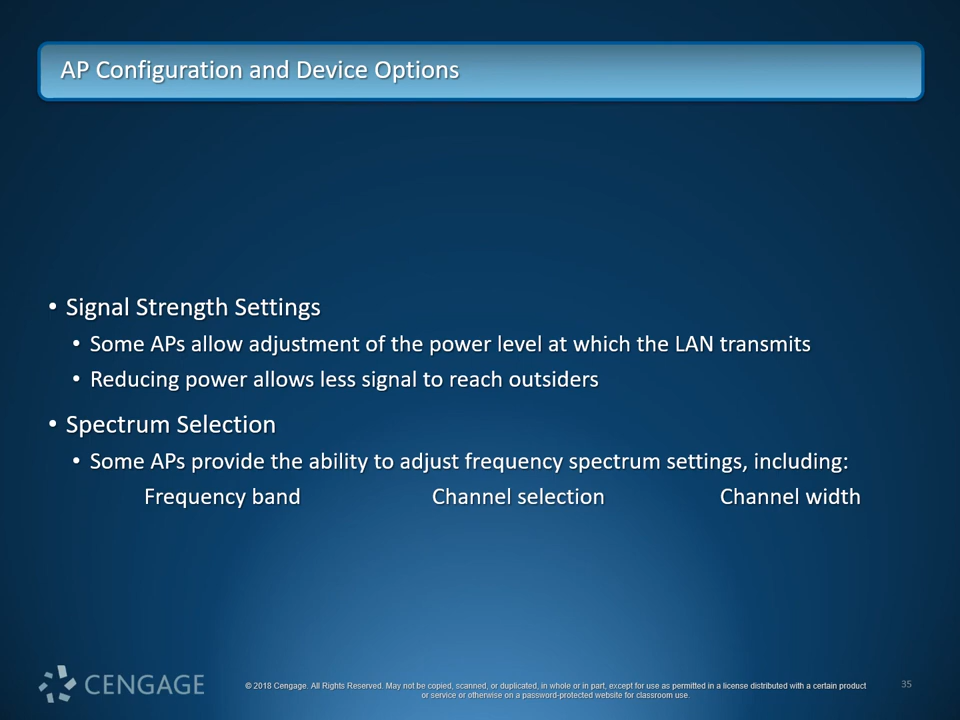 AP Configuration and Device Options
• Signal Strength Settings
• Some APs allow adjustment of the power level at which the LAN transmits
• Reducing power allows less signal to reach outsiders
• Spectrum Selection
• Some APs provide the ability to adjust frequency spectrum settings, including:
Frequency band Channel selection Channel width
CENGAGE
© 2018 Cengage. All Rights Reserved. May not be copied, scanned, or duplicated, in whole or in part, except for use as permitted in a license distributed with a certain product
or service or otherwise on a password-protected website for classroom use.
35